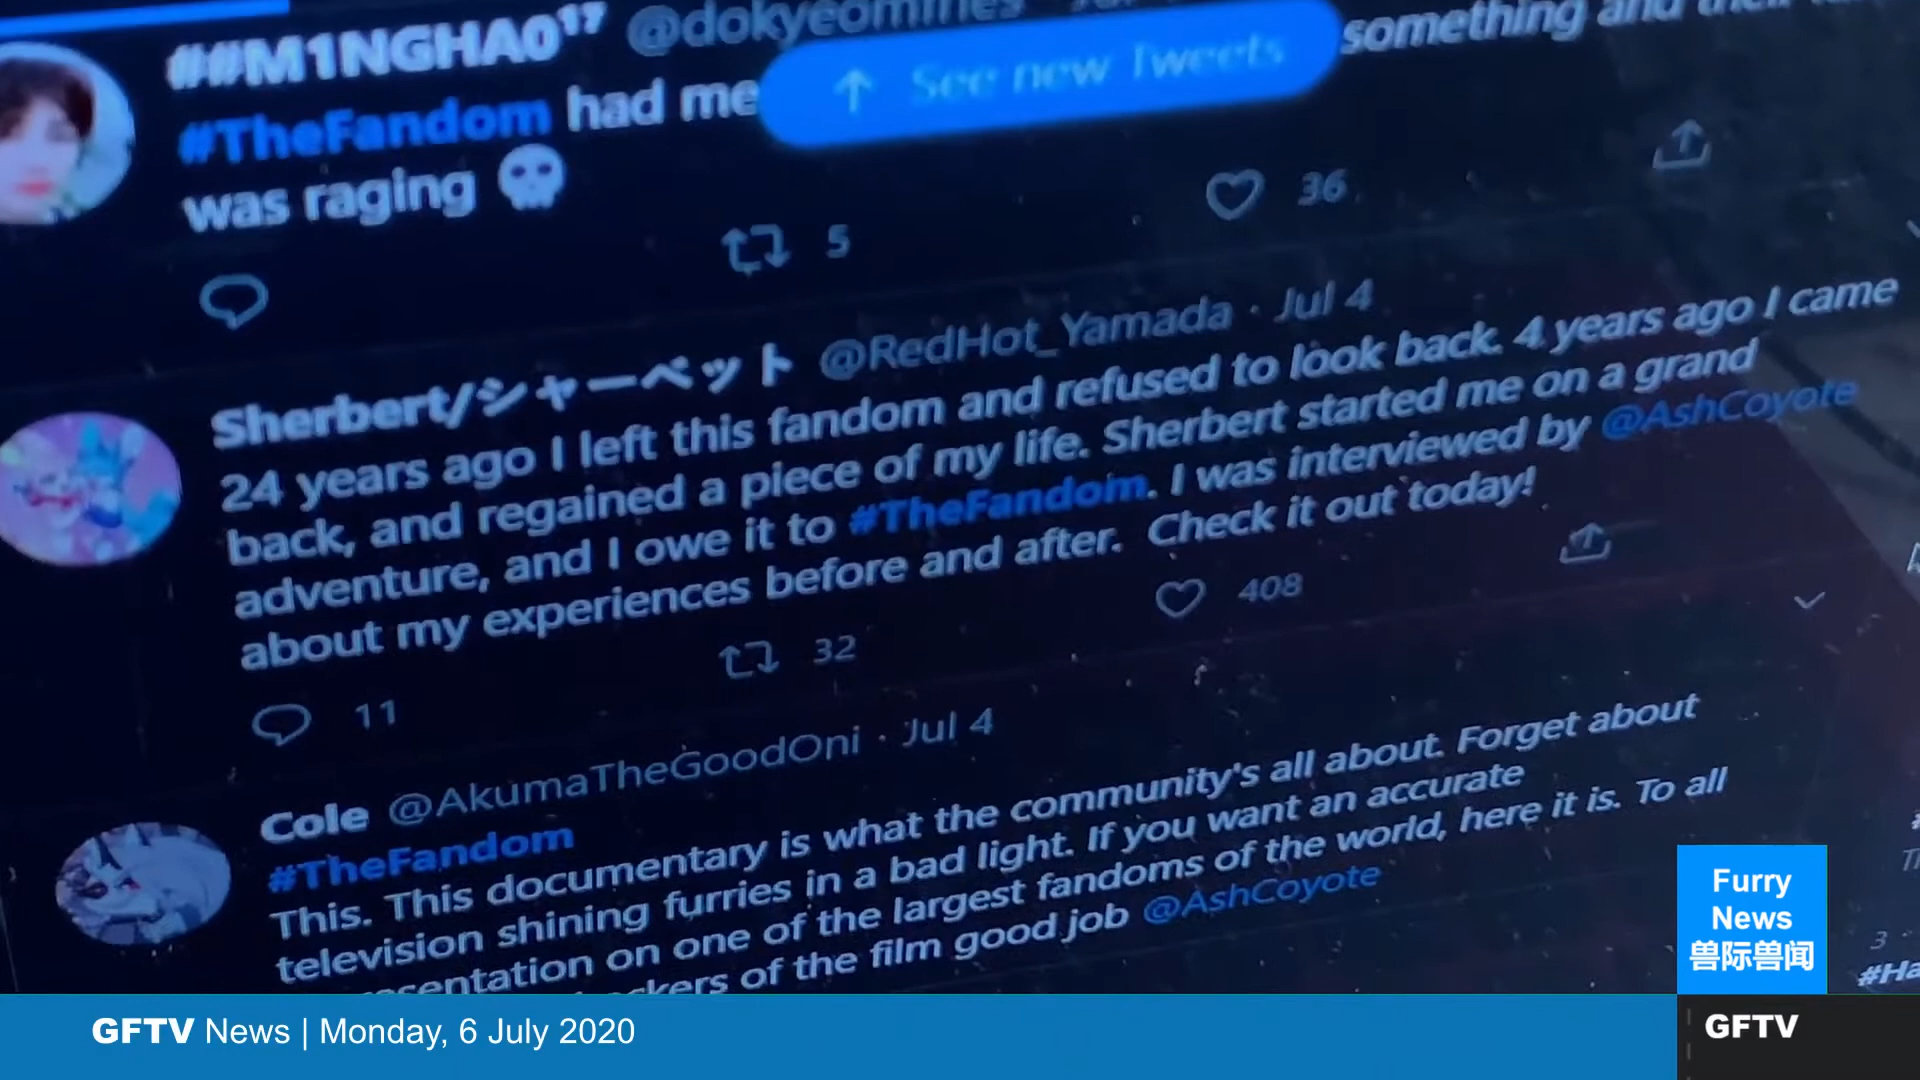 ##M1NGHA0¹⁷ @dokyeomines
#TheFandom had me
↑ See new Tweets
something and their
was raging 💀
5
36
Sherbert/シャーベット @RedHot_Yamada · Jul 4
24 years ago I left this fandom and refused to look back. 4 years ago I came
back, and regained a piece of my life. Sherbert started me on a grand
adventure, and I owe it to #TheFandom. I was interviewed by @AshCoyote
about my experiences before and after. Check it out today!
11
32
408
Cole @AkumaTheGoodOni · Jul 4
#TheFandom
This. This documentary is what the community's all about. Forget about
television shining furries in a bad light. If you want an accurate
esentation on one of the largest fandoms of the world, here it is. To all
of the film good job @AshCoyote
3
#Ha
Furry
News
兽际兽闻
GFTV News | Monday, 6 July 2020
GFTV